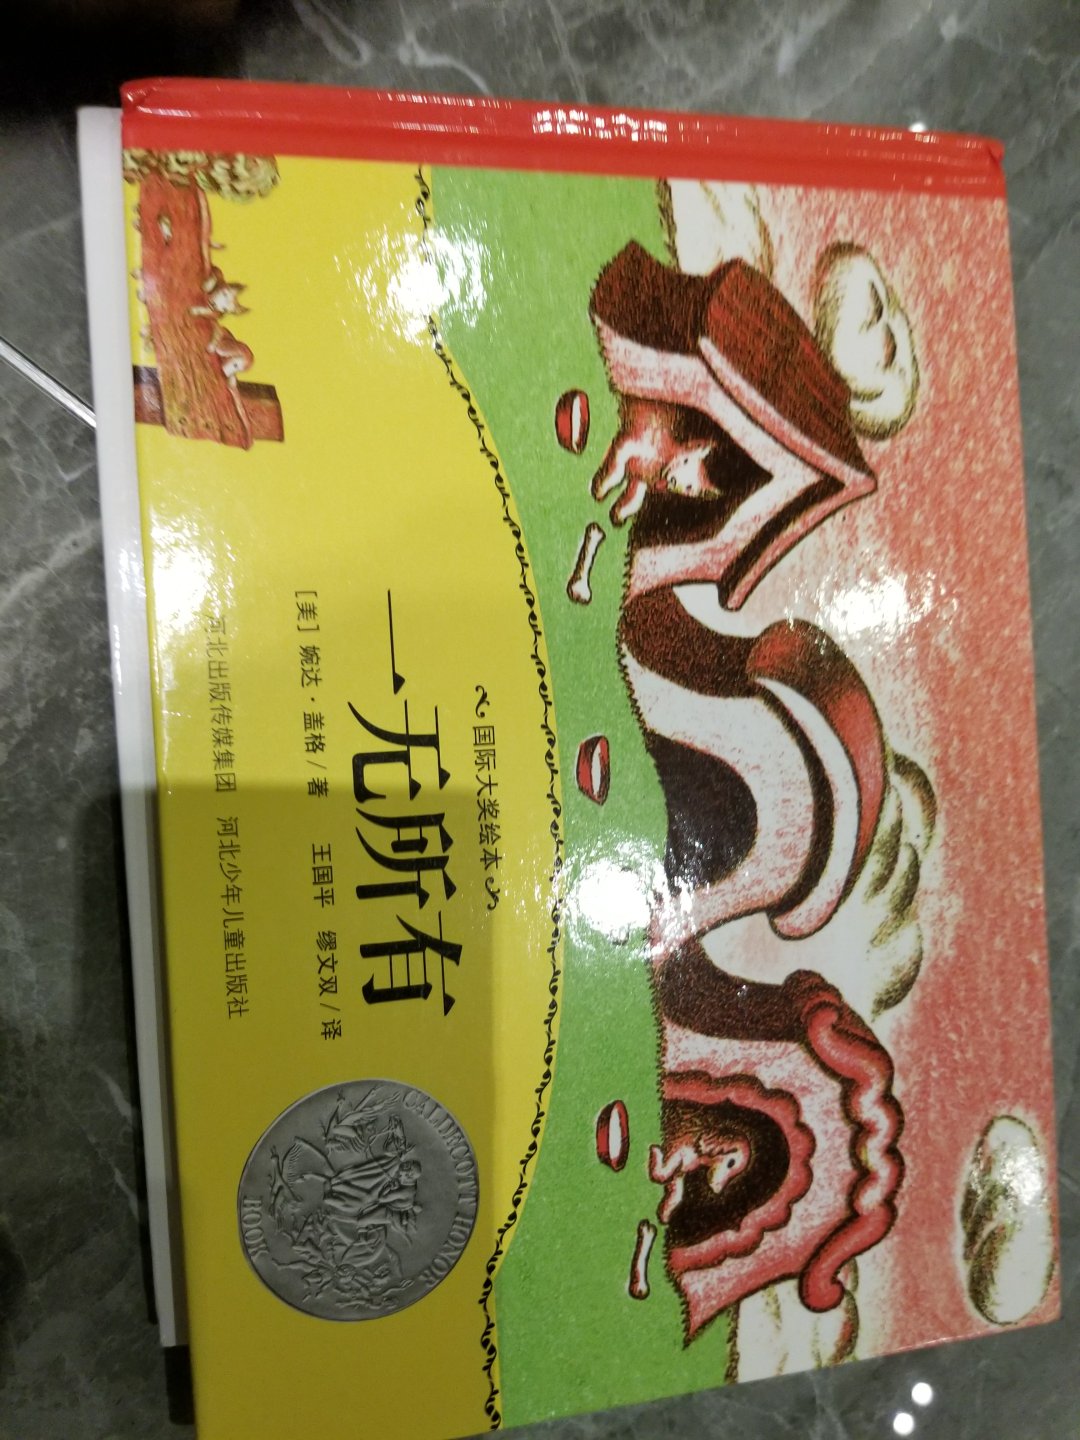 国际大奖绘本
一无所有
[美] 婉达·盖格/著 王国平 缪文双/译
河北出版传媒集团 河北少年儿童出版社
CALDECOTT HONOR
BOOK